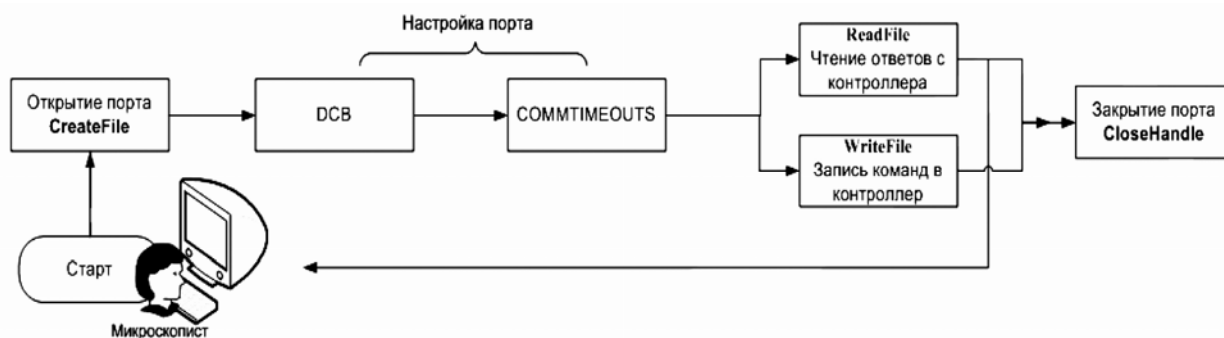 Настройка порта
Открытие порта
CreateFile
DCB
COMMTIMEOUTS
ReadFile
Чтение ответов с
контроллера
WriteFile
Запись команд в
контроллер
Закрытие порта
CloseHandle
Старт
Микроскопист